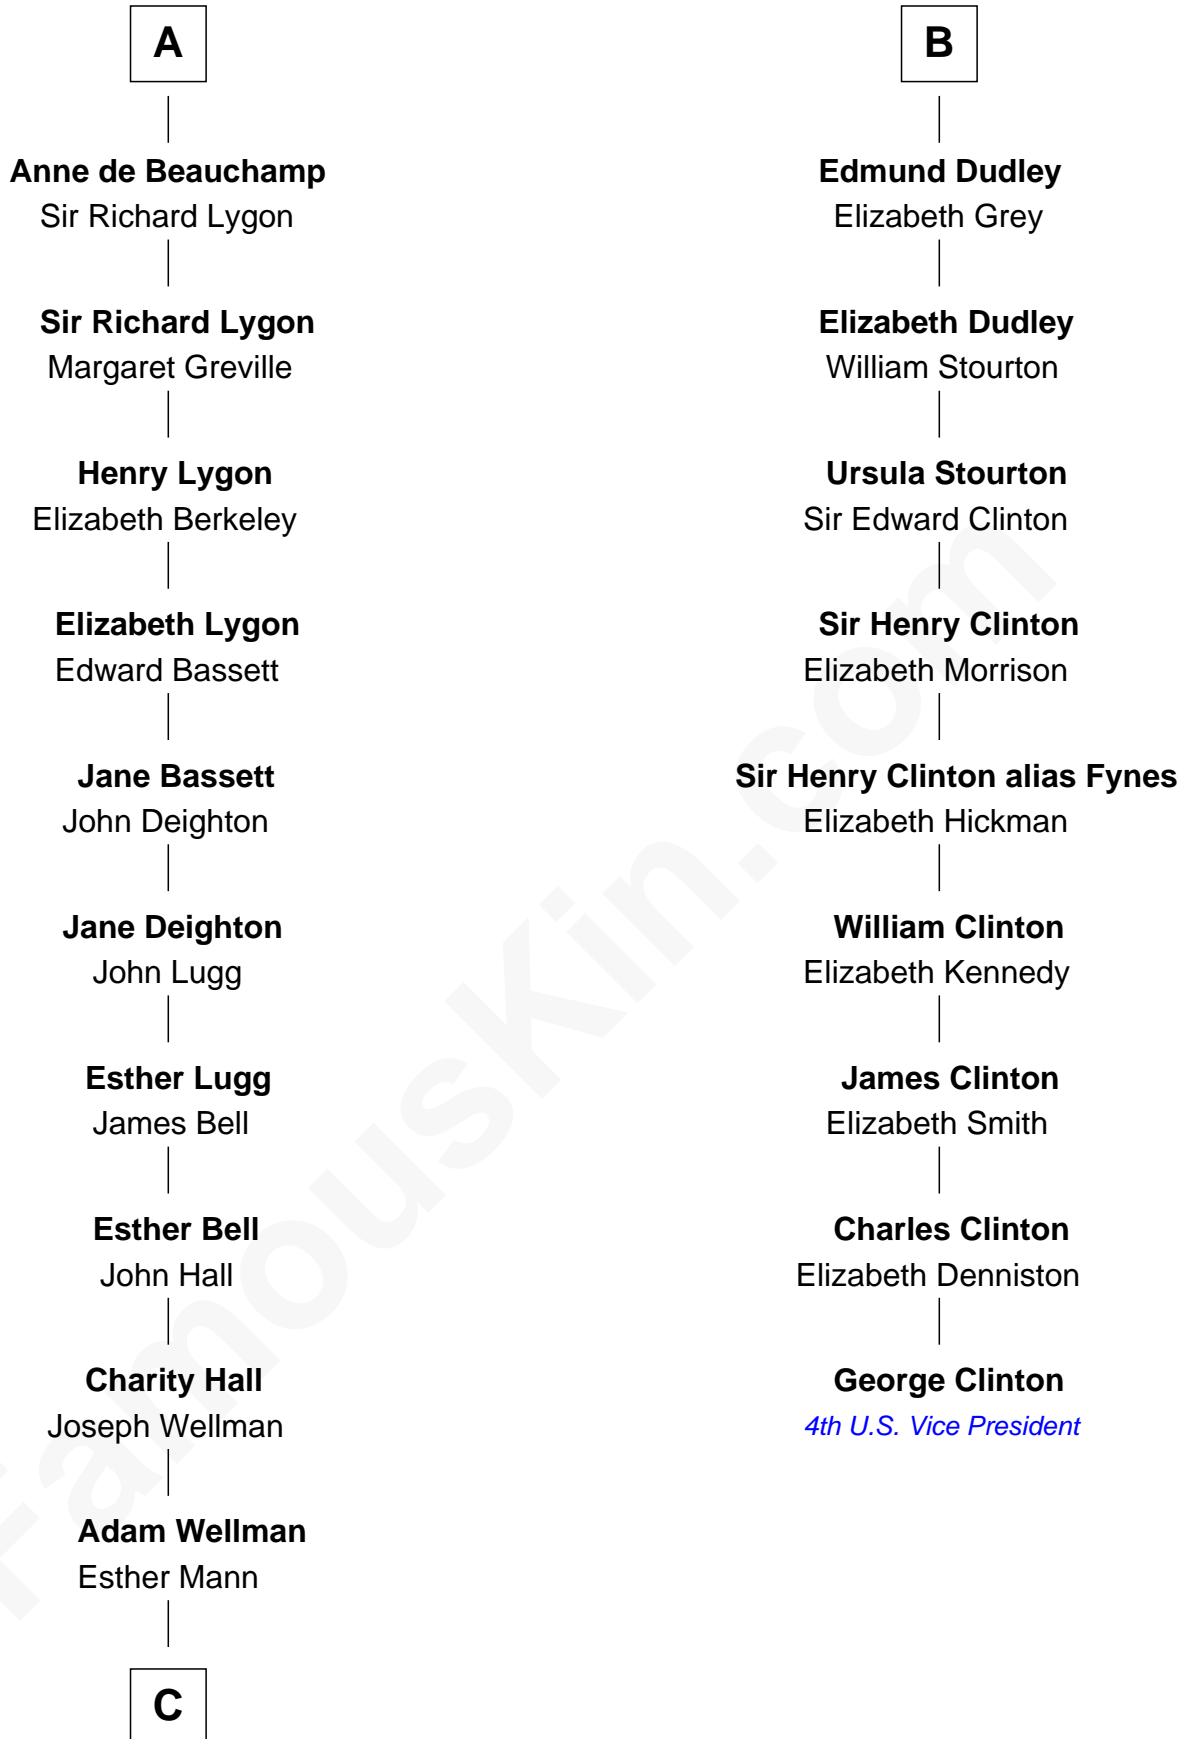 A
Anne de Beauchamp
Sir Richard Lygon
Sir Richard Lygon
Margaret Greville
Henry Lygon
Elizabeth Berkeley
Elizabeth Lygon
Edward Bassett
Jane Bassett
John Deighton
Jane Deighton
John Lugg
Esther Lugg
James Bell
Esther Bell
John Hall
Charity Hall
Joseph Wellman
Adam Wellman
Esther Mann
C
B
Edmund Dudley
Elizabeth Grey
Elizabeth Dudley
William Stourton
Ursula Stourton
Sir Edward Clinton
Sir Henry Clinton
Elizabeth Morrison
Sir Henry Clinton alias Fynes
Elizabeth Hickman
William Clinton
Elizabeth Kennedy
James Clinton
Elizabeth Smith
Charles Clinton
Elizabeth Denniston
George Clinton
4th U.S. Vice President
FamousKin.com